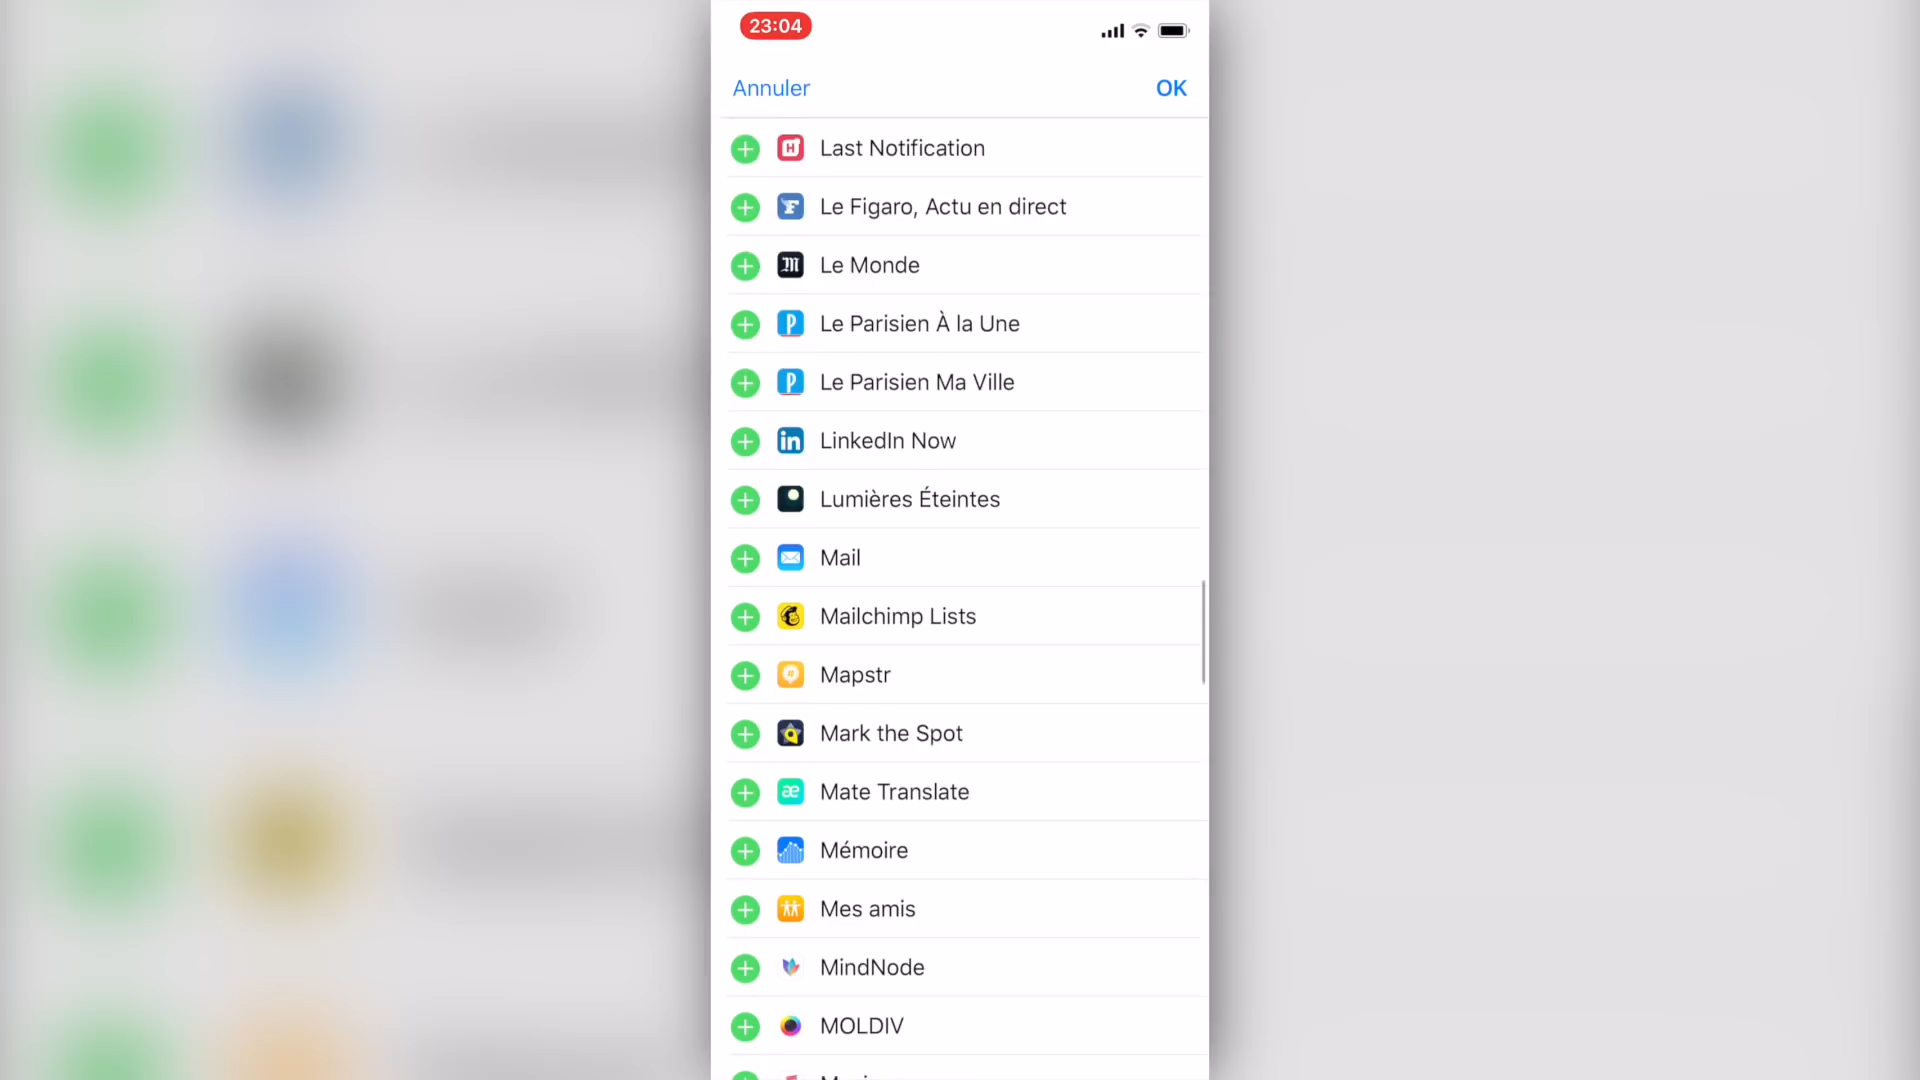 23:04
Annuler
OK
Last Notification
Le Figaro, Actu en direct
Le Monde
Le Parisien À la Une
Le Parisien Ma Ville
LinkedIn Now
Lumières Éteintes
Mail
Mailchimp Lists
Mapstr
Mark the Spot
Mate Translate
Mémoire
Mes amis
MindNode
MOLDIV